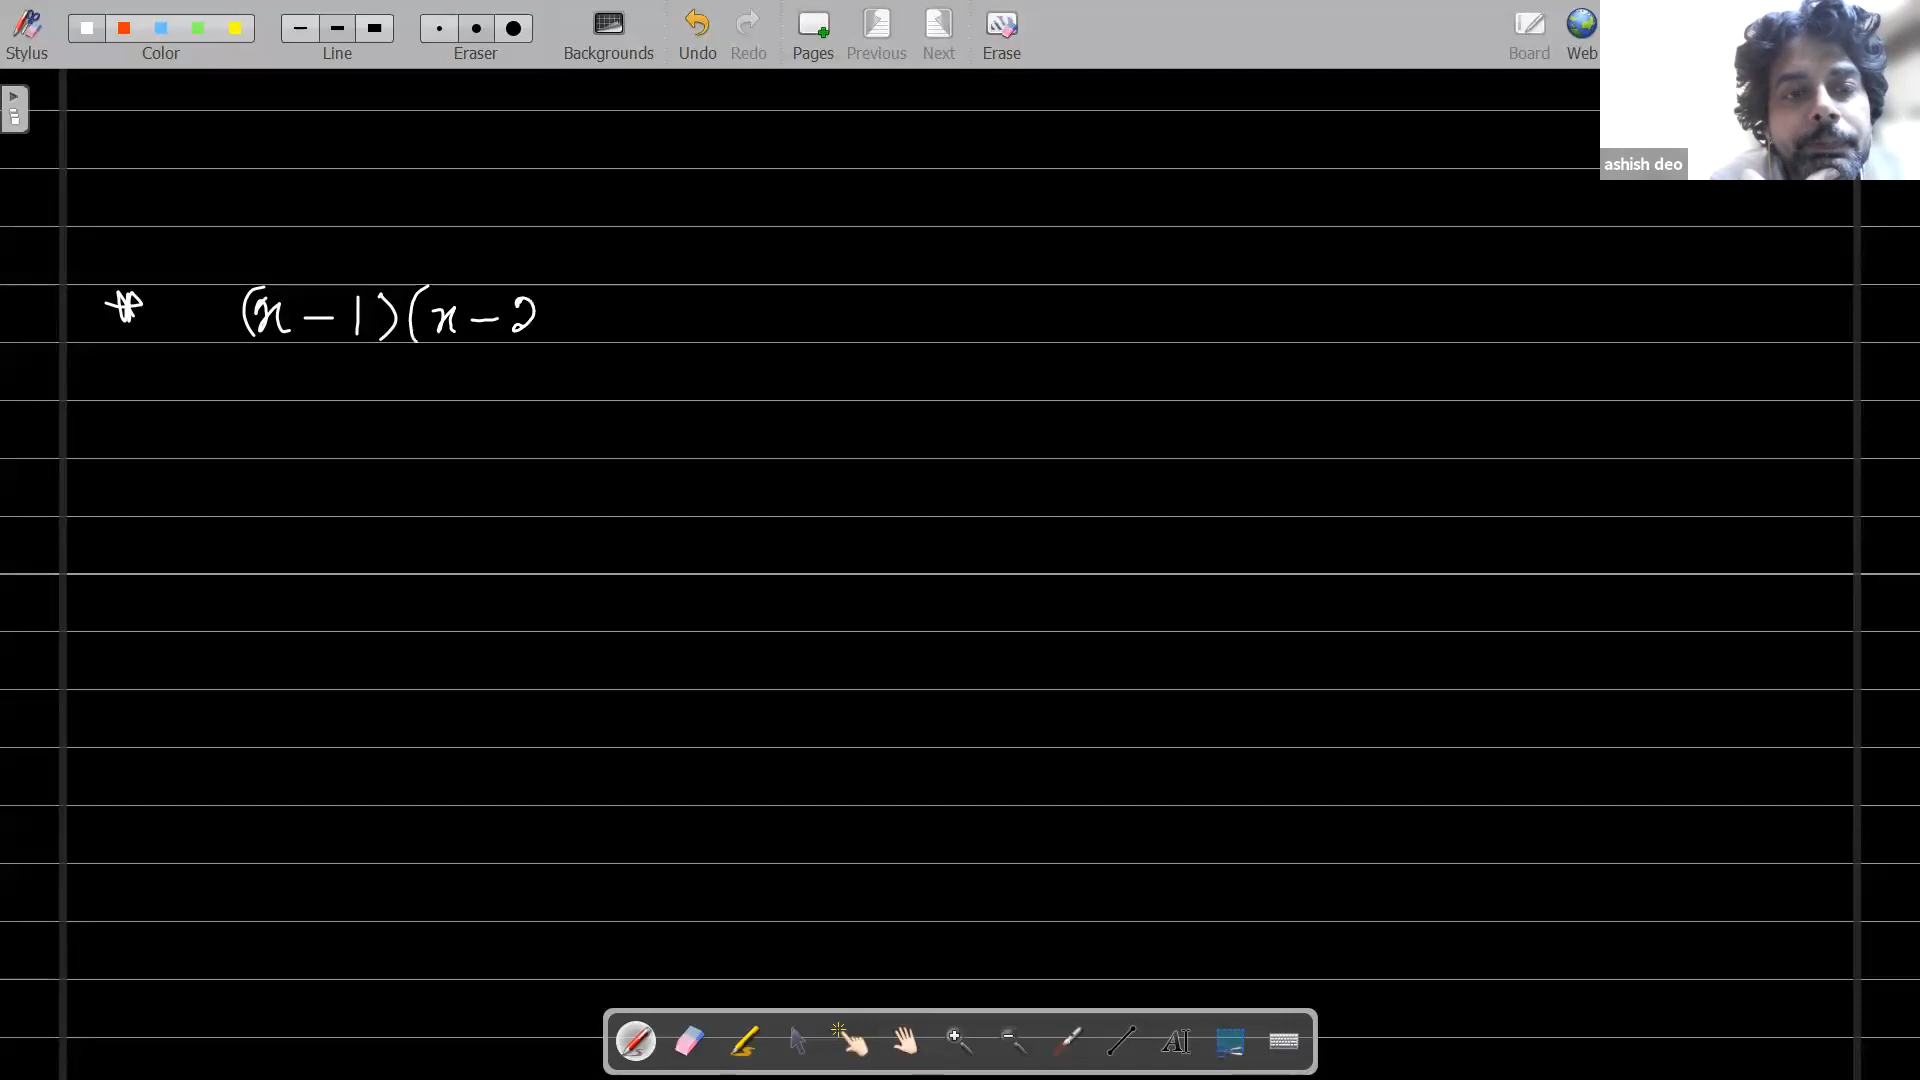 Stylus Color Line Eraser Backgrounds Undo Redo Pages Previous Next Erase Board Web
ashish deo
* (x - 1)(x - 2